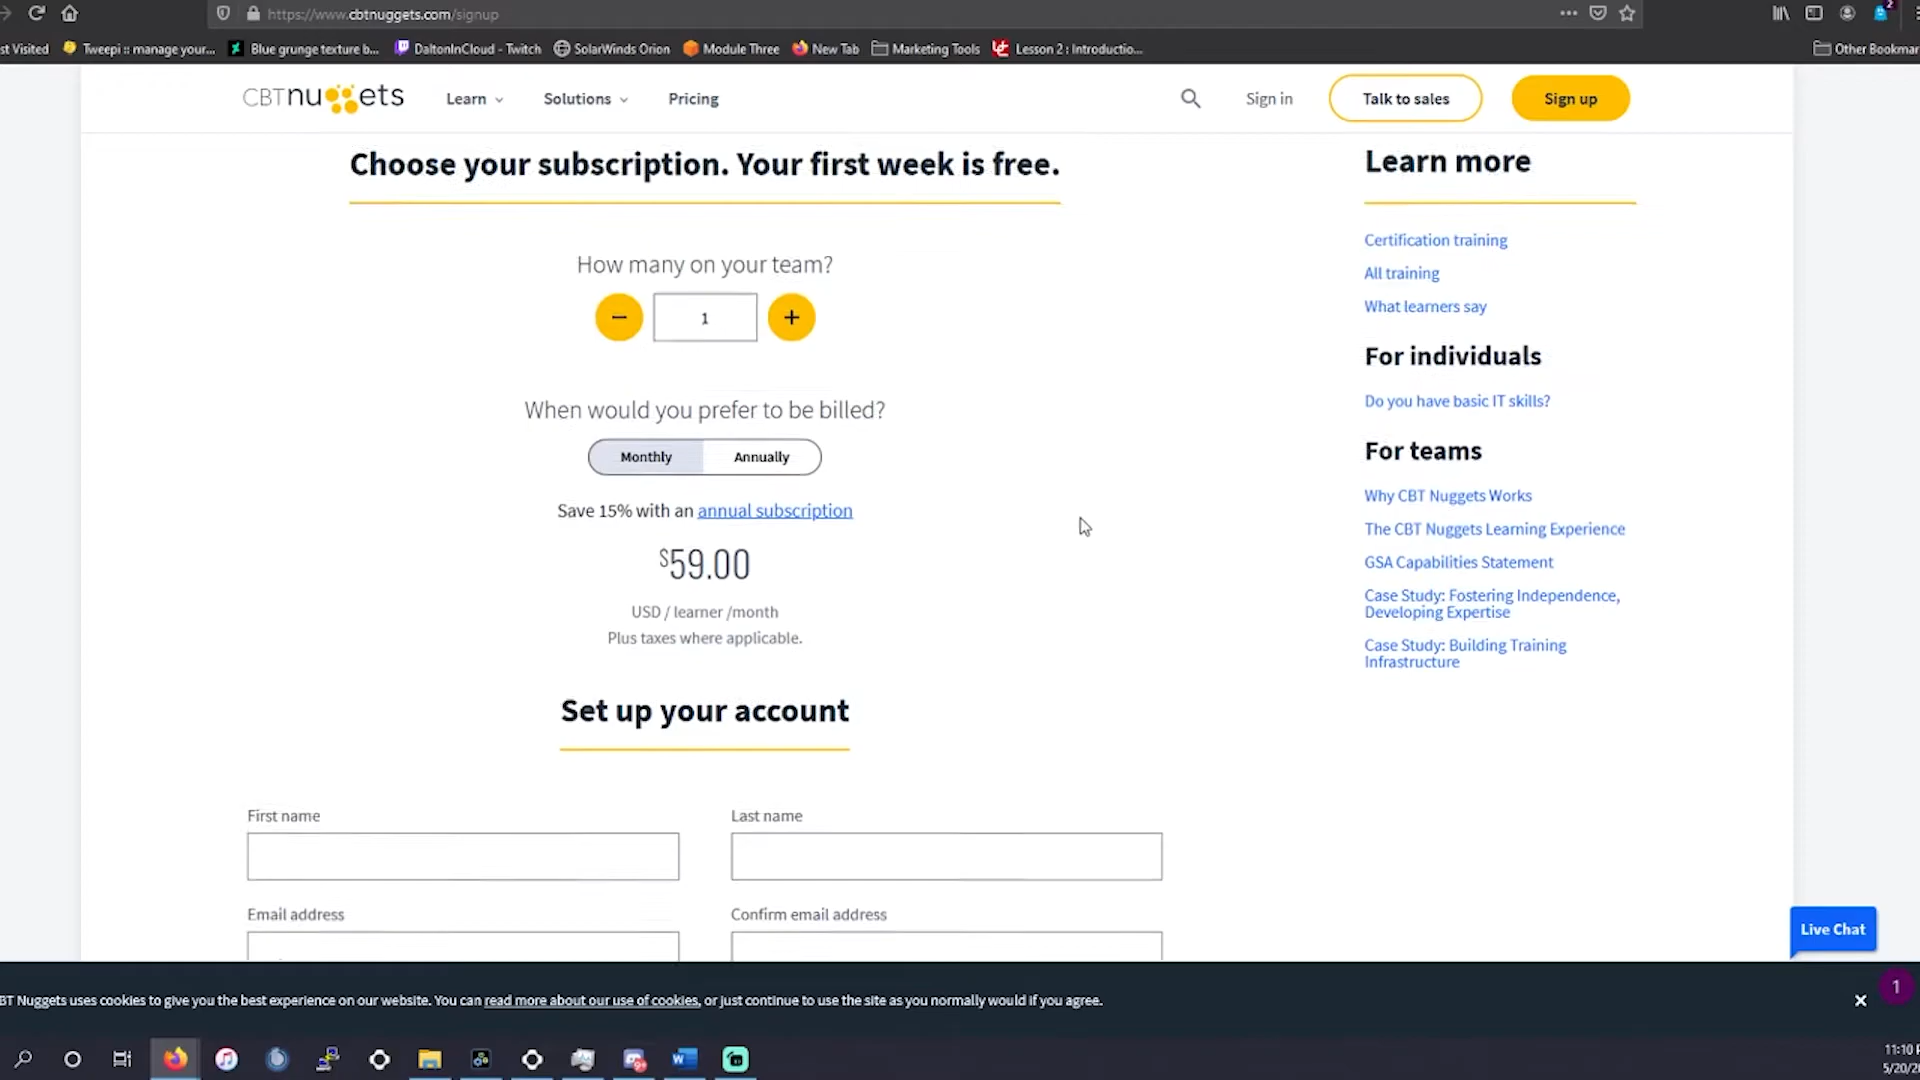 https://www.cbtnuggets.com/signup
st Visited
Tweepi :: manage your...
Blue grunge texture b...
DaltonInCloud - Twitch
SolarWinds Orion
Module Three
New Tab
Marketing Tools
Lesson 2 : Introductio...
Other Bookmar
CBTnuggets
Learn
Solutions
Pricing
Sign in
Talk to sales
Sign up
Choose your subscription. Your first week is free.
How many on your team?
− 1 +
When would you prefer to be billed?
Monthly Annually
Save 15% with an annual subscription
$59.00
USD / learner /month
Plus taxes where applicable.
Set up your account
First name
Last name
Email address
Confirm email address
Learn more
Certification training
All training
What learners say
For individuals
Do you have basic IT skills?
For teams
Why CBT Nuggets Works
The CBT Nuggets Learning Experience
GSA Capabilities Statement
Case Study: Fostering Independence,
Developing Expertise
Case Study: Building Training
Infrastructure
Live Chat
BT Nuggets uses cookies to give you the best experience on our website. You can read more about our use of cookies, or just continue to use the site as you normally would if you agree.
1
11:10 P
5/20/2